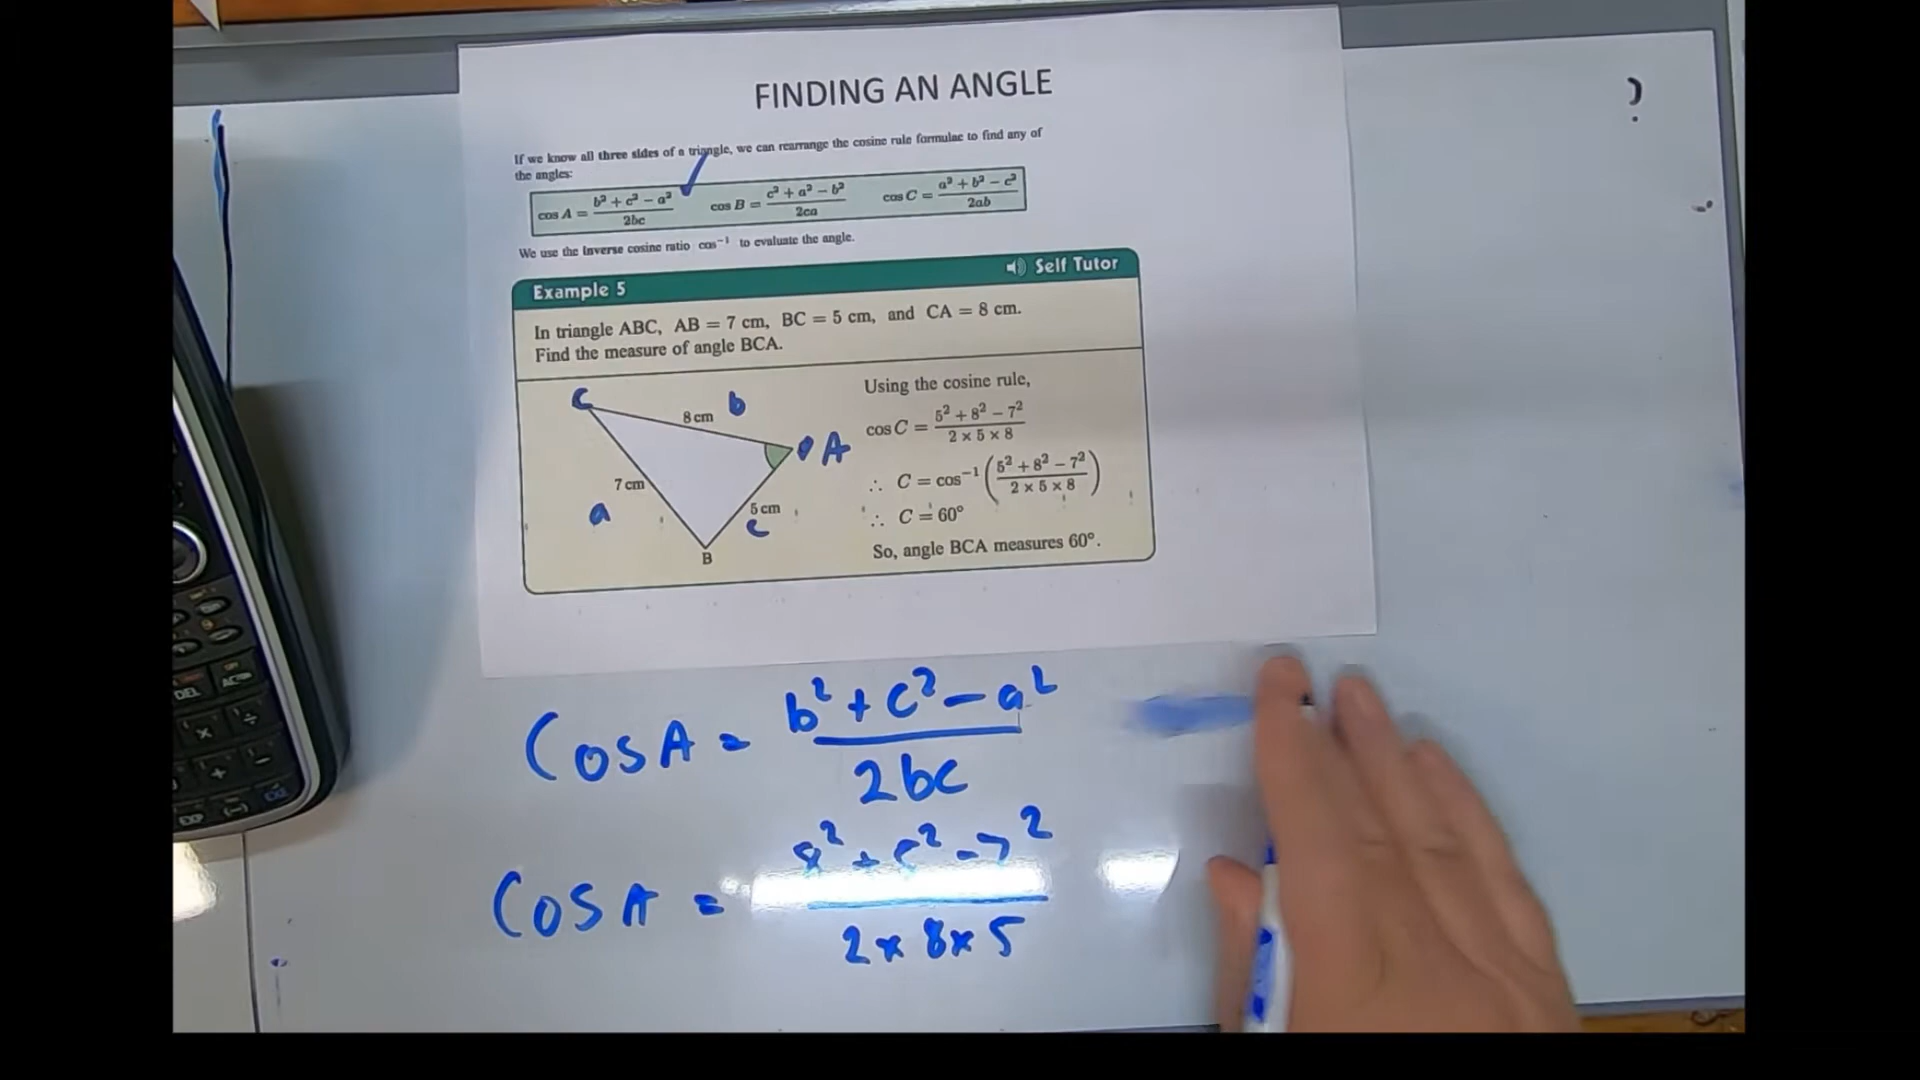 FINDING AN ANGLE
If we know all three sides of a triangle, we can rearrange the cosine rule formulae to find any of
the angles:
cos A = (b² + c² − a²) / 2bc   cos B = (c² + a² − b²) / 2ca   cos C = (a² + b² − c²) / 2ab
We use the inverse cosine ratio cos⁻¹ to evaluate the angle.
Example 5
Self Tutor
In triangle ABC, AB = 7 cm, BC = 5 cm, and CA = 8 cm.
Find the measure of angle BCA.
C
8 cm
b
A
7 cm
a
5 cm
c
B
Using the cosine rule,
cos C = (5² + 8² − 7²) / (2 × 5 × 8)
∴ C = cos⁻¹ ((5² + 8² − 7²) / (2 × 5 × 8))
∴ C = 60°
So, angle BCA measures 60°.
Cos A = (b² + c² − a²) / 2bc
Cos A = (8² + 5² − 7²) / (2 × 8 × 5)
DEL
AC
EXP
(−)
EXE